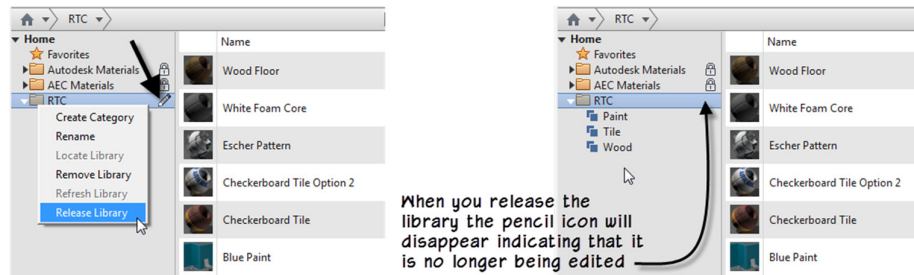 RTC
Home
Favorites
Autodesk Materials
AEC Materials
RTC
Create Category
Rename
Locate Library
Remove Library
Refresh Library
Release Library
Name
Wood Floor
White Foam Core
Escher Pattern
Checkerboard Tile Option 2
Checkerboard Tile
Blue Paint
When you release the
library the pencil icon will
disappear indicating that it
is no longer being edited
RTC
Home
Favorites
Autodesk Materials
AEC Materials
RTC
Paint
Tile
Wood
Name
Wood Floor
White Foam Core
Escher Pattern
Checkerboard Tile Option 2
Checkerboard Tile
Blue Paint